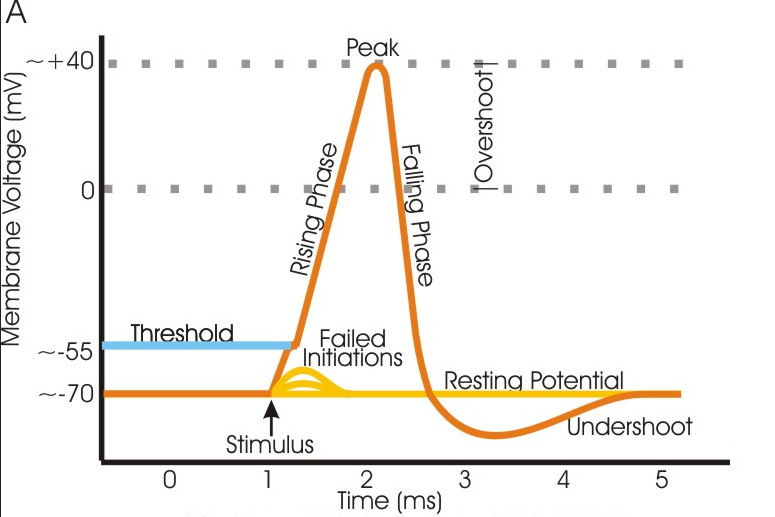 A
Peak
~+40
Overshoot
Membrane Voltage (mV)
Rising Phase
Falling Phase
0
Threshold
Failed
Initiations
~-55
Resting Potential
~-70
Undershoot
Stimulus
0 1 2 3 4 5
Time (ms)